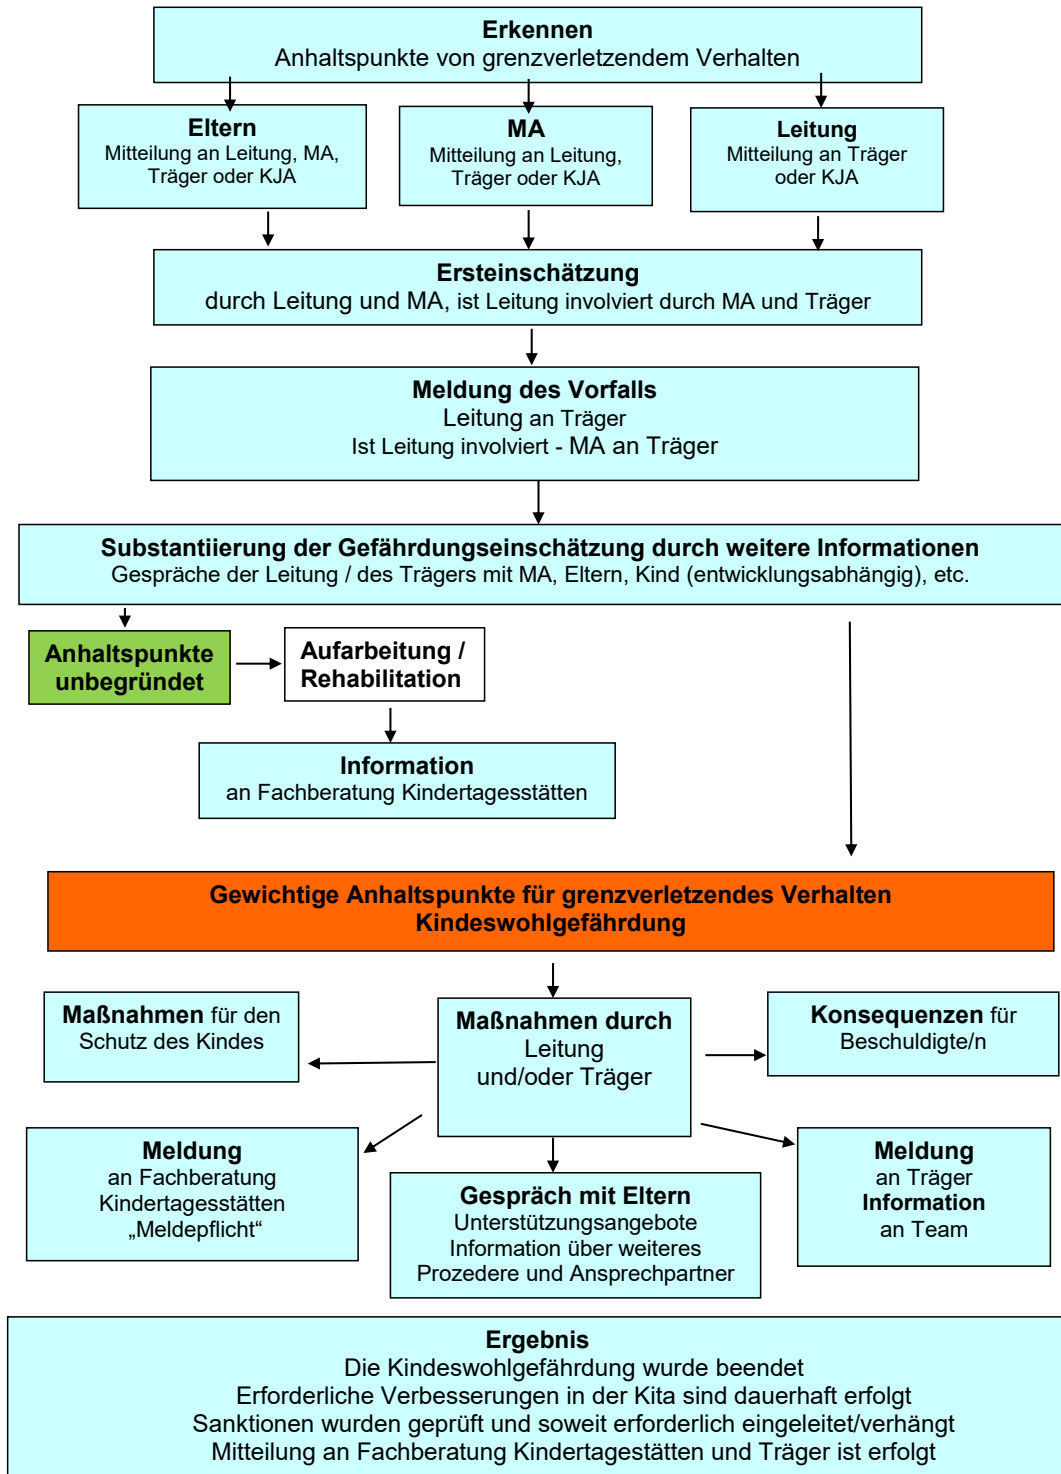 Erkennen
Anhaltspunkte von grenzverletzendem Verhalten
Eltern
Mitteilung an Leitung, MA,
Träger oder KJA
MA
Mitteilung an Leitung,
Träger oder KJA
Leitung
Mitteilung an Träger
oder KJA
Ersteinschätzung
durch Leitung und MA, ist Leitung involviert durch MA und Träger
Meldung des Vorfalls
Leitung an Träger
Ist Leitung involviert - MA an Träger
Substantiierung der Gefährdungseinschätzung durch weitere Informationen
Gespräche der Leitung / des Trägers mit MA, Eltern, Kind (entwicklungsabhängig), etc.
Anhaltspunkte
unbegründet
Aufarbeitung /
Rehabilitation
Information
an Fachberatung Kindertagesstätten
Gewichtige Anhaltspunkte für grenzverletzendes Verhalten
Kindeswohlgefährdung
Maßnahmen für den
Schutz des Kindes
Maßnahmen durch
Leitung
und/oder Träger
Konsequenzen für
Beschuldigte/n
Meldung
an Fachberatung
Kindertagesstätten
„Meldepflicht“
Gespräch mit Eltern
Unterstützungsangebote
Information über weiteres
Prozedere und Ansprechpartner
Meldung
an Träger
Information
an Team
Ergebnis
Die Kindeswohlgefährdung wurde beendet
Erforderliche Verbesserungen in der Kita sind dauerhaft erfolgt
Sanktionen wurden geprüft und soweit erforderlich eingeleitet/verhängt
Mitteilung an Fachberatung Kindertagestätten und Träger ist erfolgt